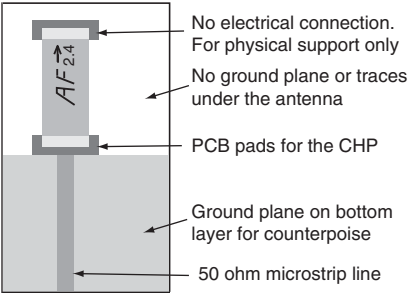 No electrical connection.
For physical support only
AF 2.4
No ground plane or traces
under the antenna
PCB pads for the CHP
Ground plane on bottom
layer for counterpoise
50 ohm microstrip line